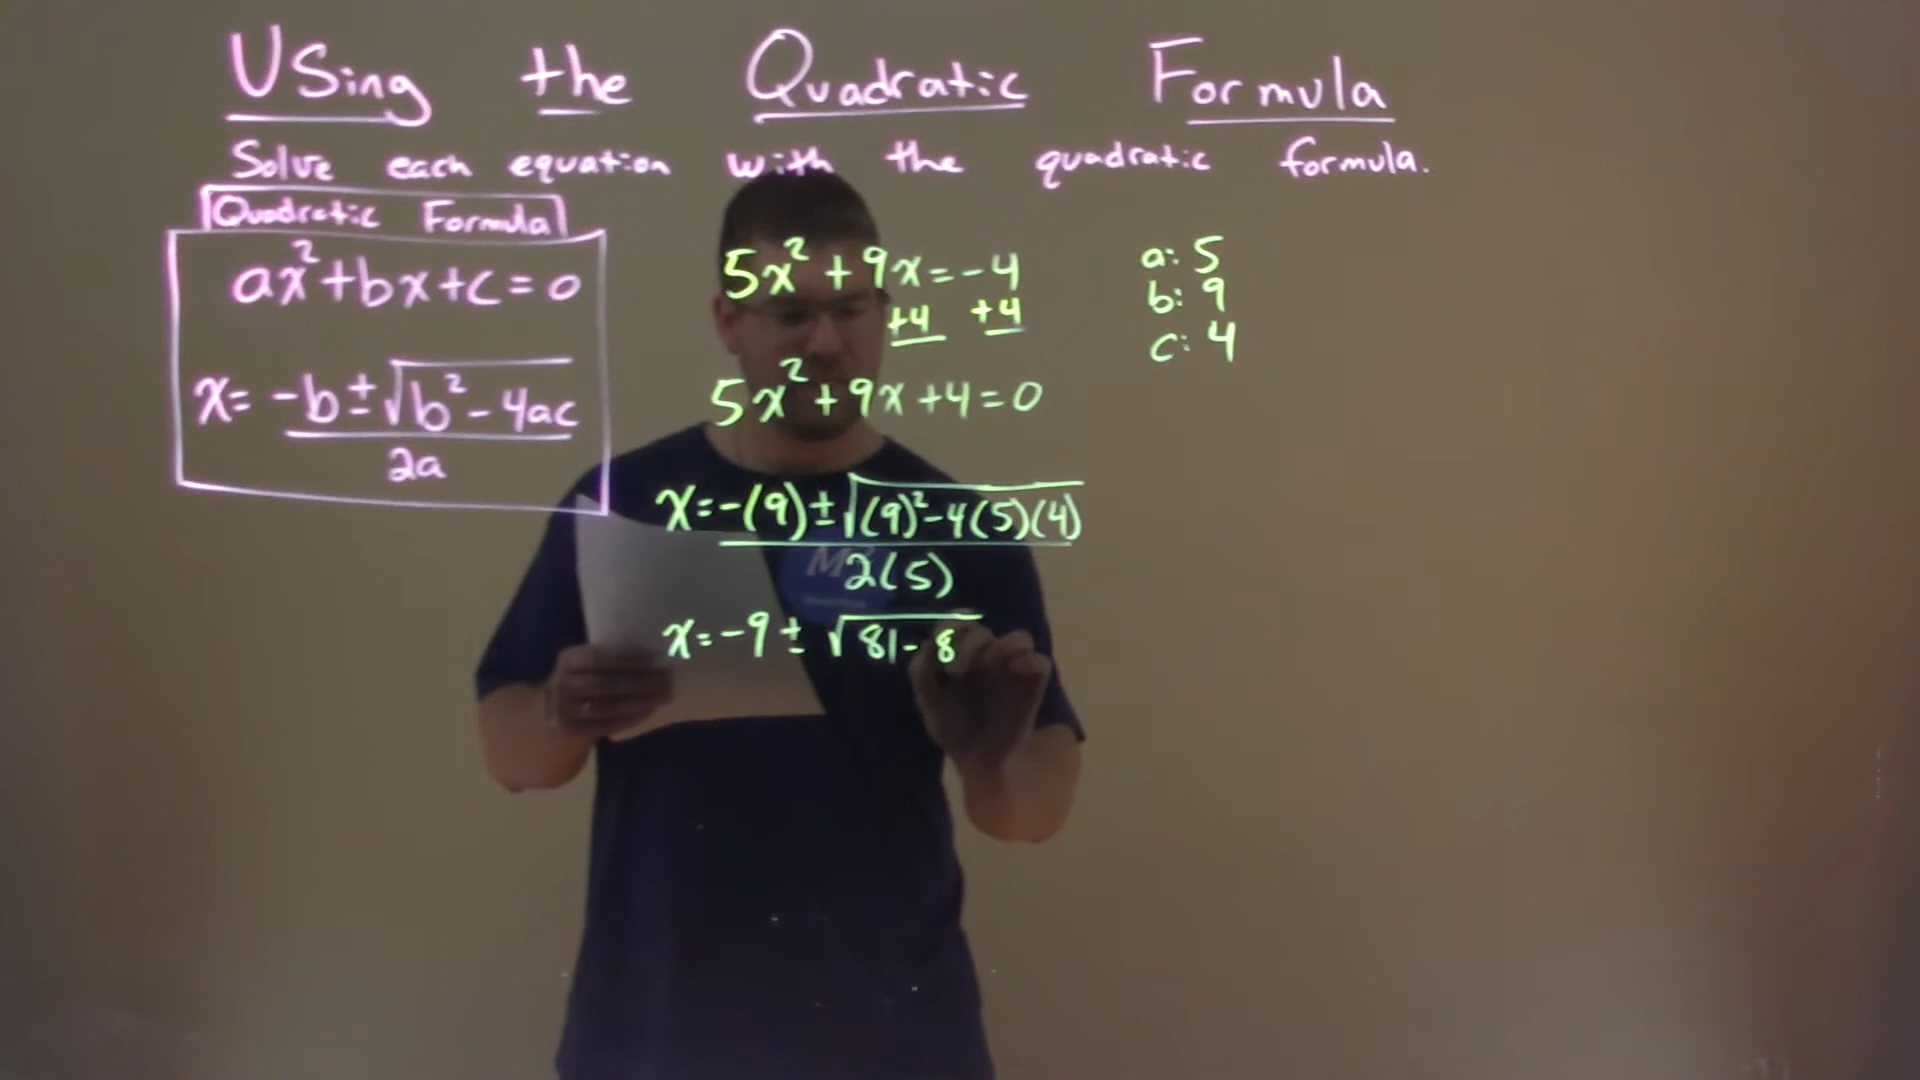 Using the Quadratic Formula
Solve each equation with the quadratic formula.
Quadratic Formula
ax²+bx+c=0
x= -b±√b²-4ac
2a
5x²+9x=-4
+4 +4
5x²+9x+4=0
a: 5
b: 9
c: 4
x=-(9)±√(9)²-4(5)(4)
2(5)
x=-9±√81-8